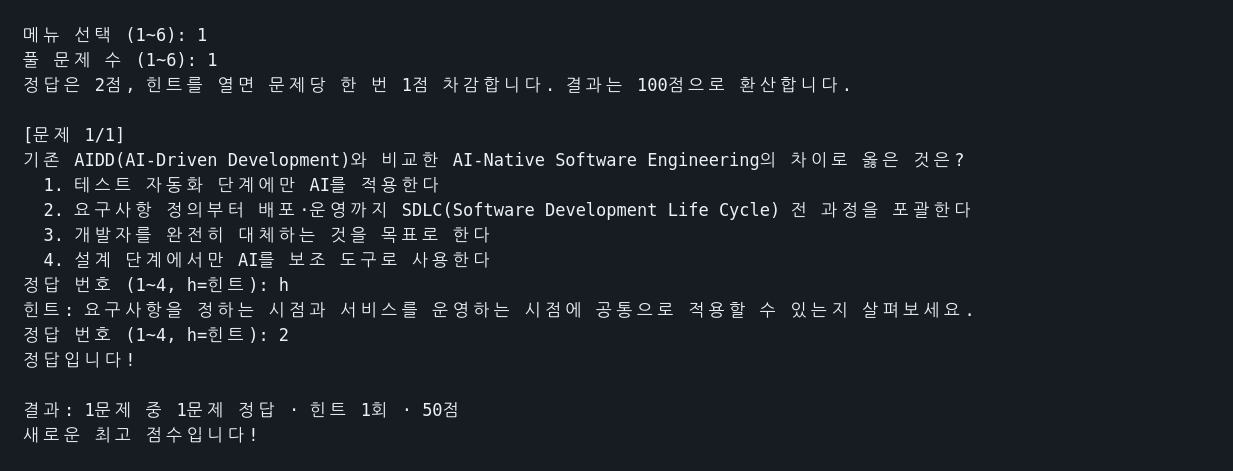 메뉴 선택 (1~6): 1
풀 문제 수 (1~6): 1
정답은 2점, 힌트를 열면 문제당 한 번 1점 차감합니다. 결과는 100점으로 환산합니다.
[문제 1/1]
기존 AIDD(AI-Driven Development)와 비교한 AI-Native Software Engineering의 차이로 옳은 것은?
1. 테스트 자동화 단계에만 AI를 적용한다
2. 요구사항 정의부터 배포·운영까지 SDLC(Software Development Life Cycle) 전 과정을 포괄한다
3. 개발자를 완전히 대체하는 것을 목표로 한다
4. 설계 단계에서만 AI를 보조 도구로 사용한다
정답 번호 (1~4, h=힌트): h
힌트: 요구사항을 정하는 시점과 서비스를 운영하는 시점에 공통으로 적용할 수 있는지 살펴보세요.
정답 번호 (1~4, h=힌트): 2
정답입니다!
결과: 1문제 중 1문제 정답 · 힌트 1회 · 50점
새로운 최고 점수입니다!